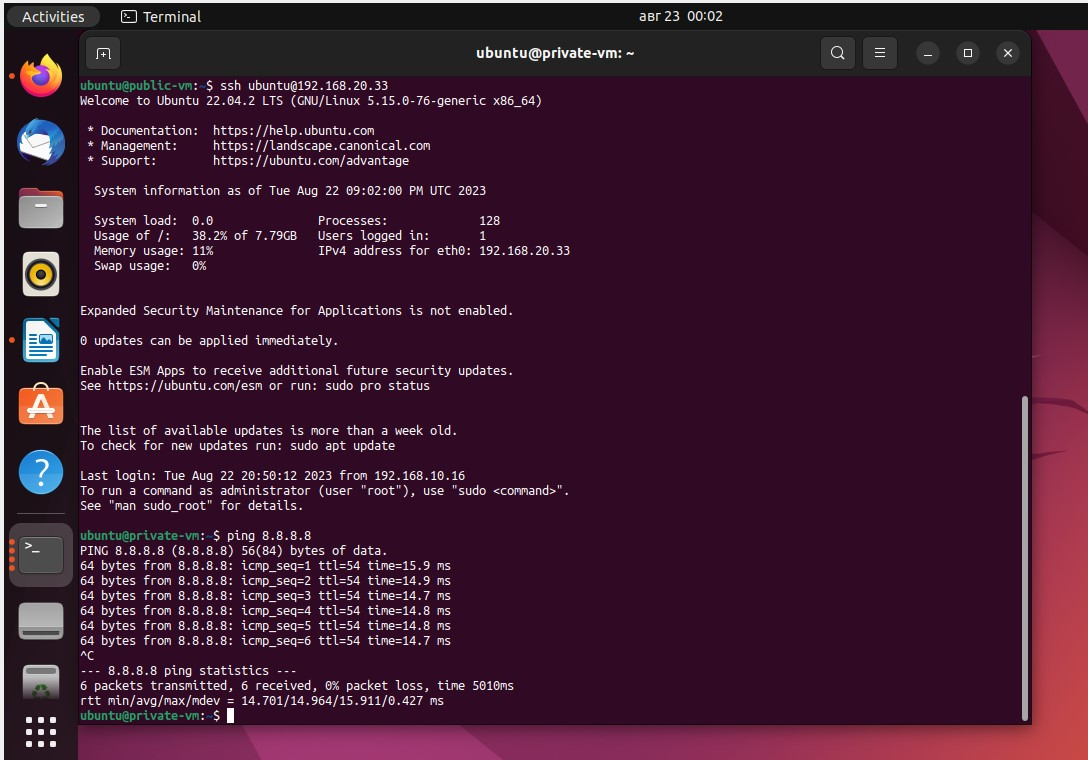 Activities
Terminal
авг 23 00:02
ubuntu@private-vm: ~
ubuntu@public-vm:~$ ssh ubuntu@192.168.20.33
Welcome to Ubuntu 22.04.2 LTS (GNU/Linux 5.15.0-76-generic x86_64)
* Documentation:  https://help.ubuntu.com
* Management:     https://landscape.canonical.com
* Support:        https://ubuntu.com/advantage
System information as of Tue Aug 22 09:02:00 PM UTC 2023
System load:  0.0               Processes:             128
Usage of /:   38.2% of 7.79GB   Users logged in:       1
Memory usage: 11%               IPv4 address for eth0: 192.168.20.33
Swap usage:   0%
Expanded Security Maintenance for Applications is not enabled.
0 updates can be applied immediately.
Enable ESM Apps to receive additional future security updates.
See https://ubuntu.com/esm or run: sudo pro status
The list of available updates is more than a week old.
To check for new updates run: sudo apt update
Last login: Tue Aug 22 20:50:12 2023 from 192.168.10.16
To run a command as administrator (user "root"), use "sudo <command>".
See "man sudo_root" for details.
ubuntu@private-vm:~$ ping 8.8.8.8
PING 8.8.8.8 (8.8.8.8) 56(84) bytes of data.
64 bytes from 8.8.8.8: icmp_seq=1 ttl=54 time=15.9 ms
64 bytes from 8.8.8.8: icmp_seq=2 ttl=54 time=14.9 ms
64 bytes from 8.8.8.8: icmp_seq=3 ttl=54 time=14.7 ms
64 bytes from 8.8.8.8: icmp_seq=4 ttl=54 time=14.8 ms
64 bytes from 8.8.8.8: icmp_seq=5 ttl=54 time=14.8 ms
64 bytes from 8.8.8.8: icmp_seq=6 ttl=54 time=14.7 ms
^C
--- 8.8.8.8 ping statistics ---
6 packets transmitted, 6 received, 0% packet loss, time 5010ms
rtt min/avg/max/mdev = 14.701/14.964/15.911/0.427 ms
ubuntu@private-vm:~$